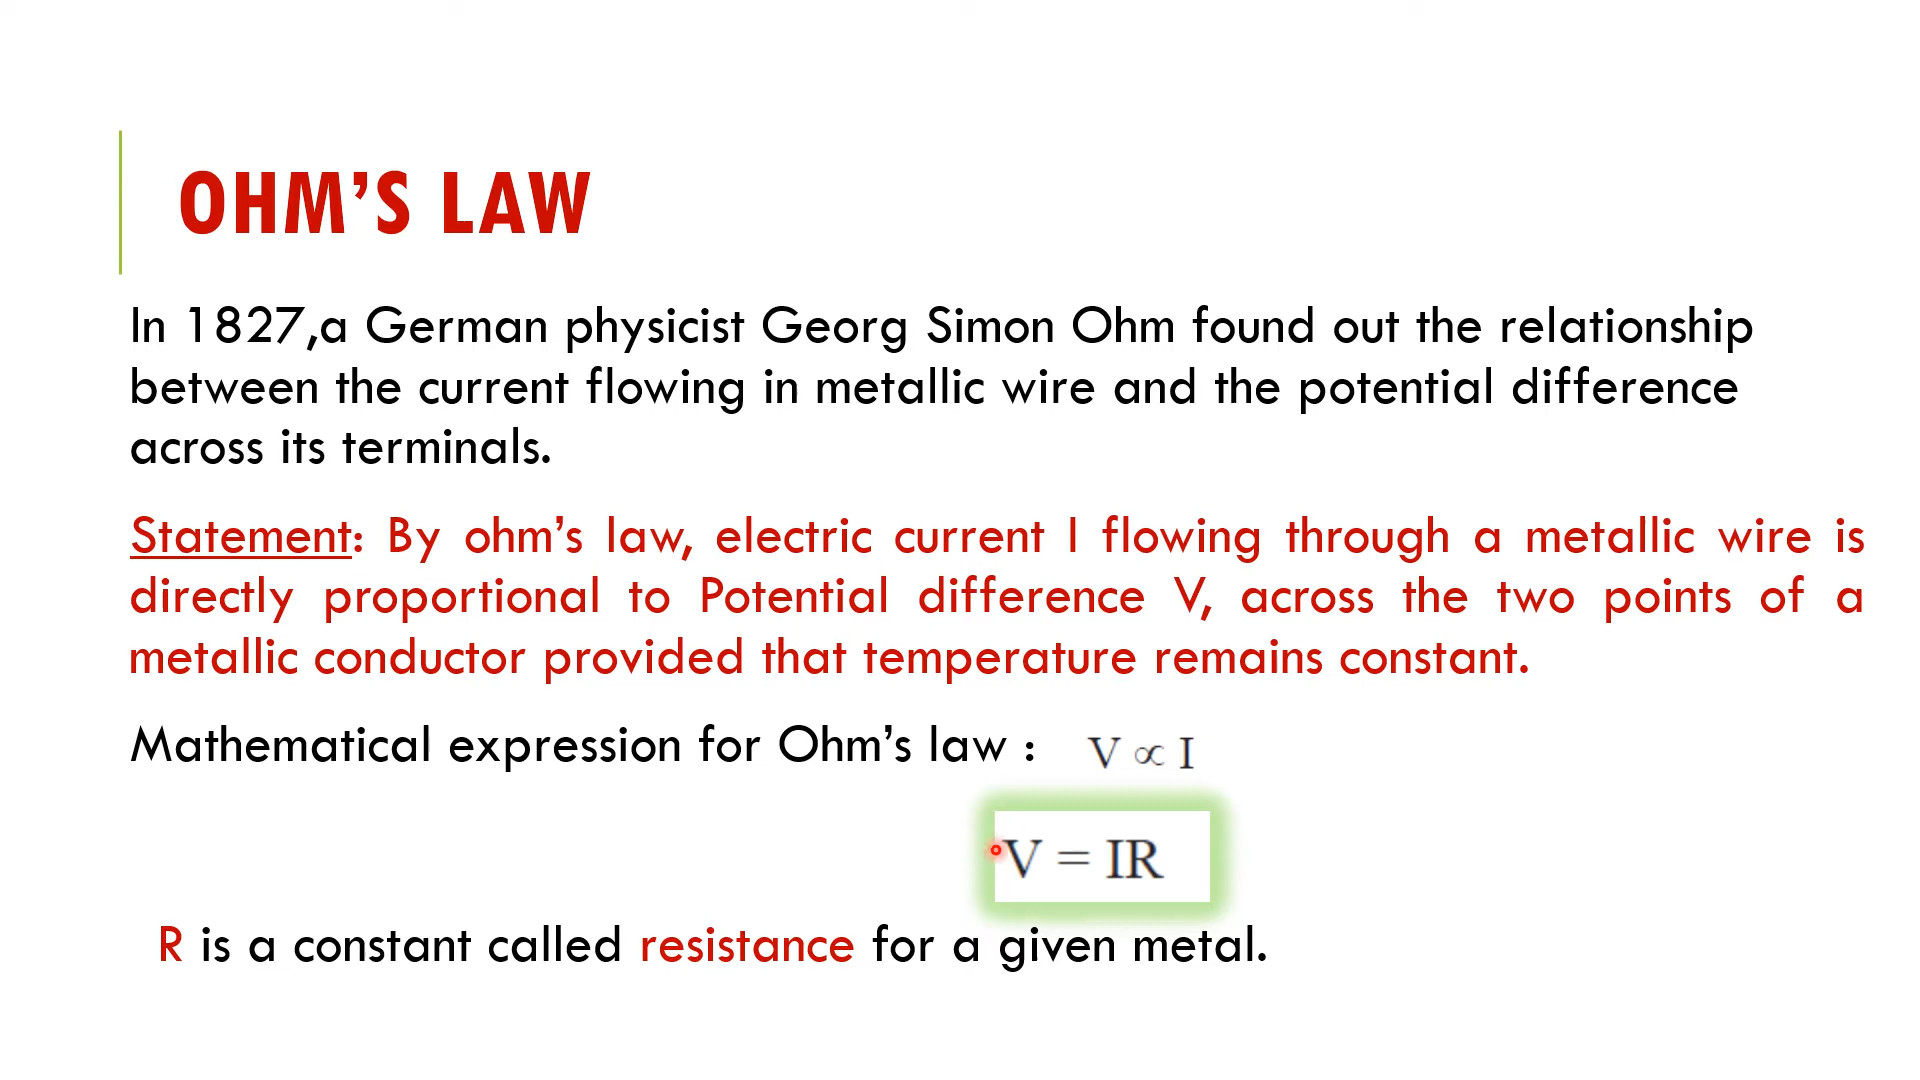 OHM’S LAW
In 1827,a German physicist Georg Simon Ohm found out the relationship
between the current flowing in metallic wire and the potential difference
across its terminals.
Statement: By ohm’s law, electric current I flowing through a metallic wire is
directly proportional to Potential difference V, across the two points of a
metallic conductor provided that temperature remains constant.
Mathematical expression for Ohm’s law : V ∝ I
V = IR
R is a constant called resistance for a given metal.